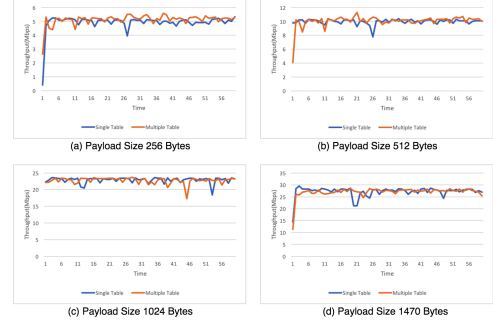 6
5
4
3
2
1
0
Throughput(Mbps)
1 6 11 16 21 26 31 36 41 46 51 56
Time
Single Table Multiple Table
(a) Payload Size 256 Bytes
12
10
8
6
4
2
0
Throughput(Mbps)
1 6 11 16 21 26 31 36 41 46 51 56
Time
Single Table Multiple Table
(b) Payload Size 512 Bytes
25
20
15
10
5
0
Throughput(Mbps)
1 6 11 16 21 26 31 36 41 46 51 56
Time
Single Table Multiple Table
(c) Payload Size 1024 Bytes
35
30
25
20
15
10
5
0
Throughput(Mbps)
1 6 11 16 21 26 31 36 41 46 51 56
Time
Single Table Multiple Table
(d) Payload Size 1470 Bytes